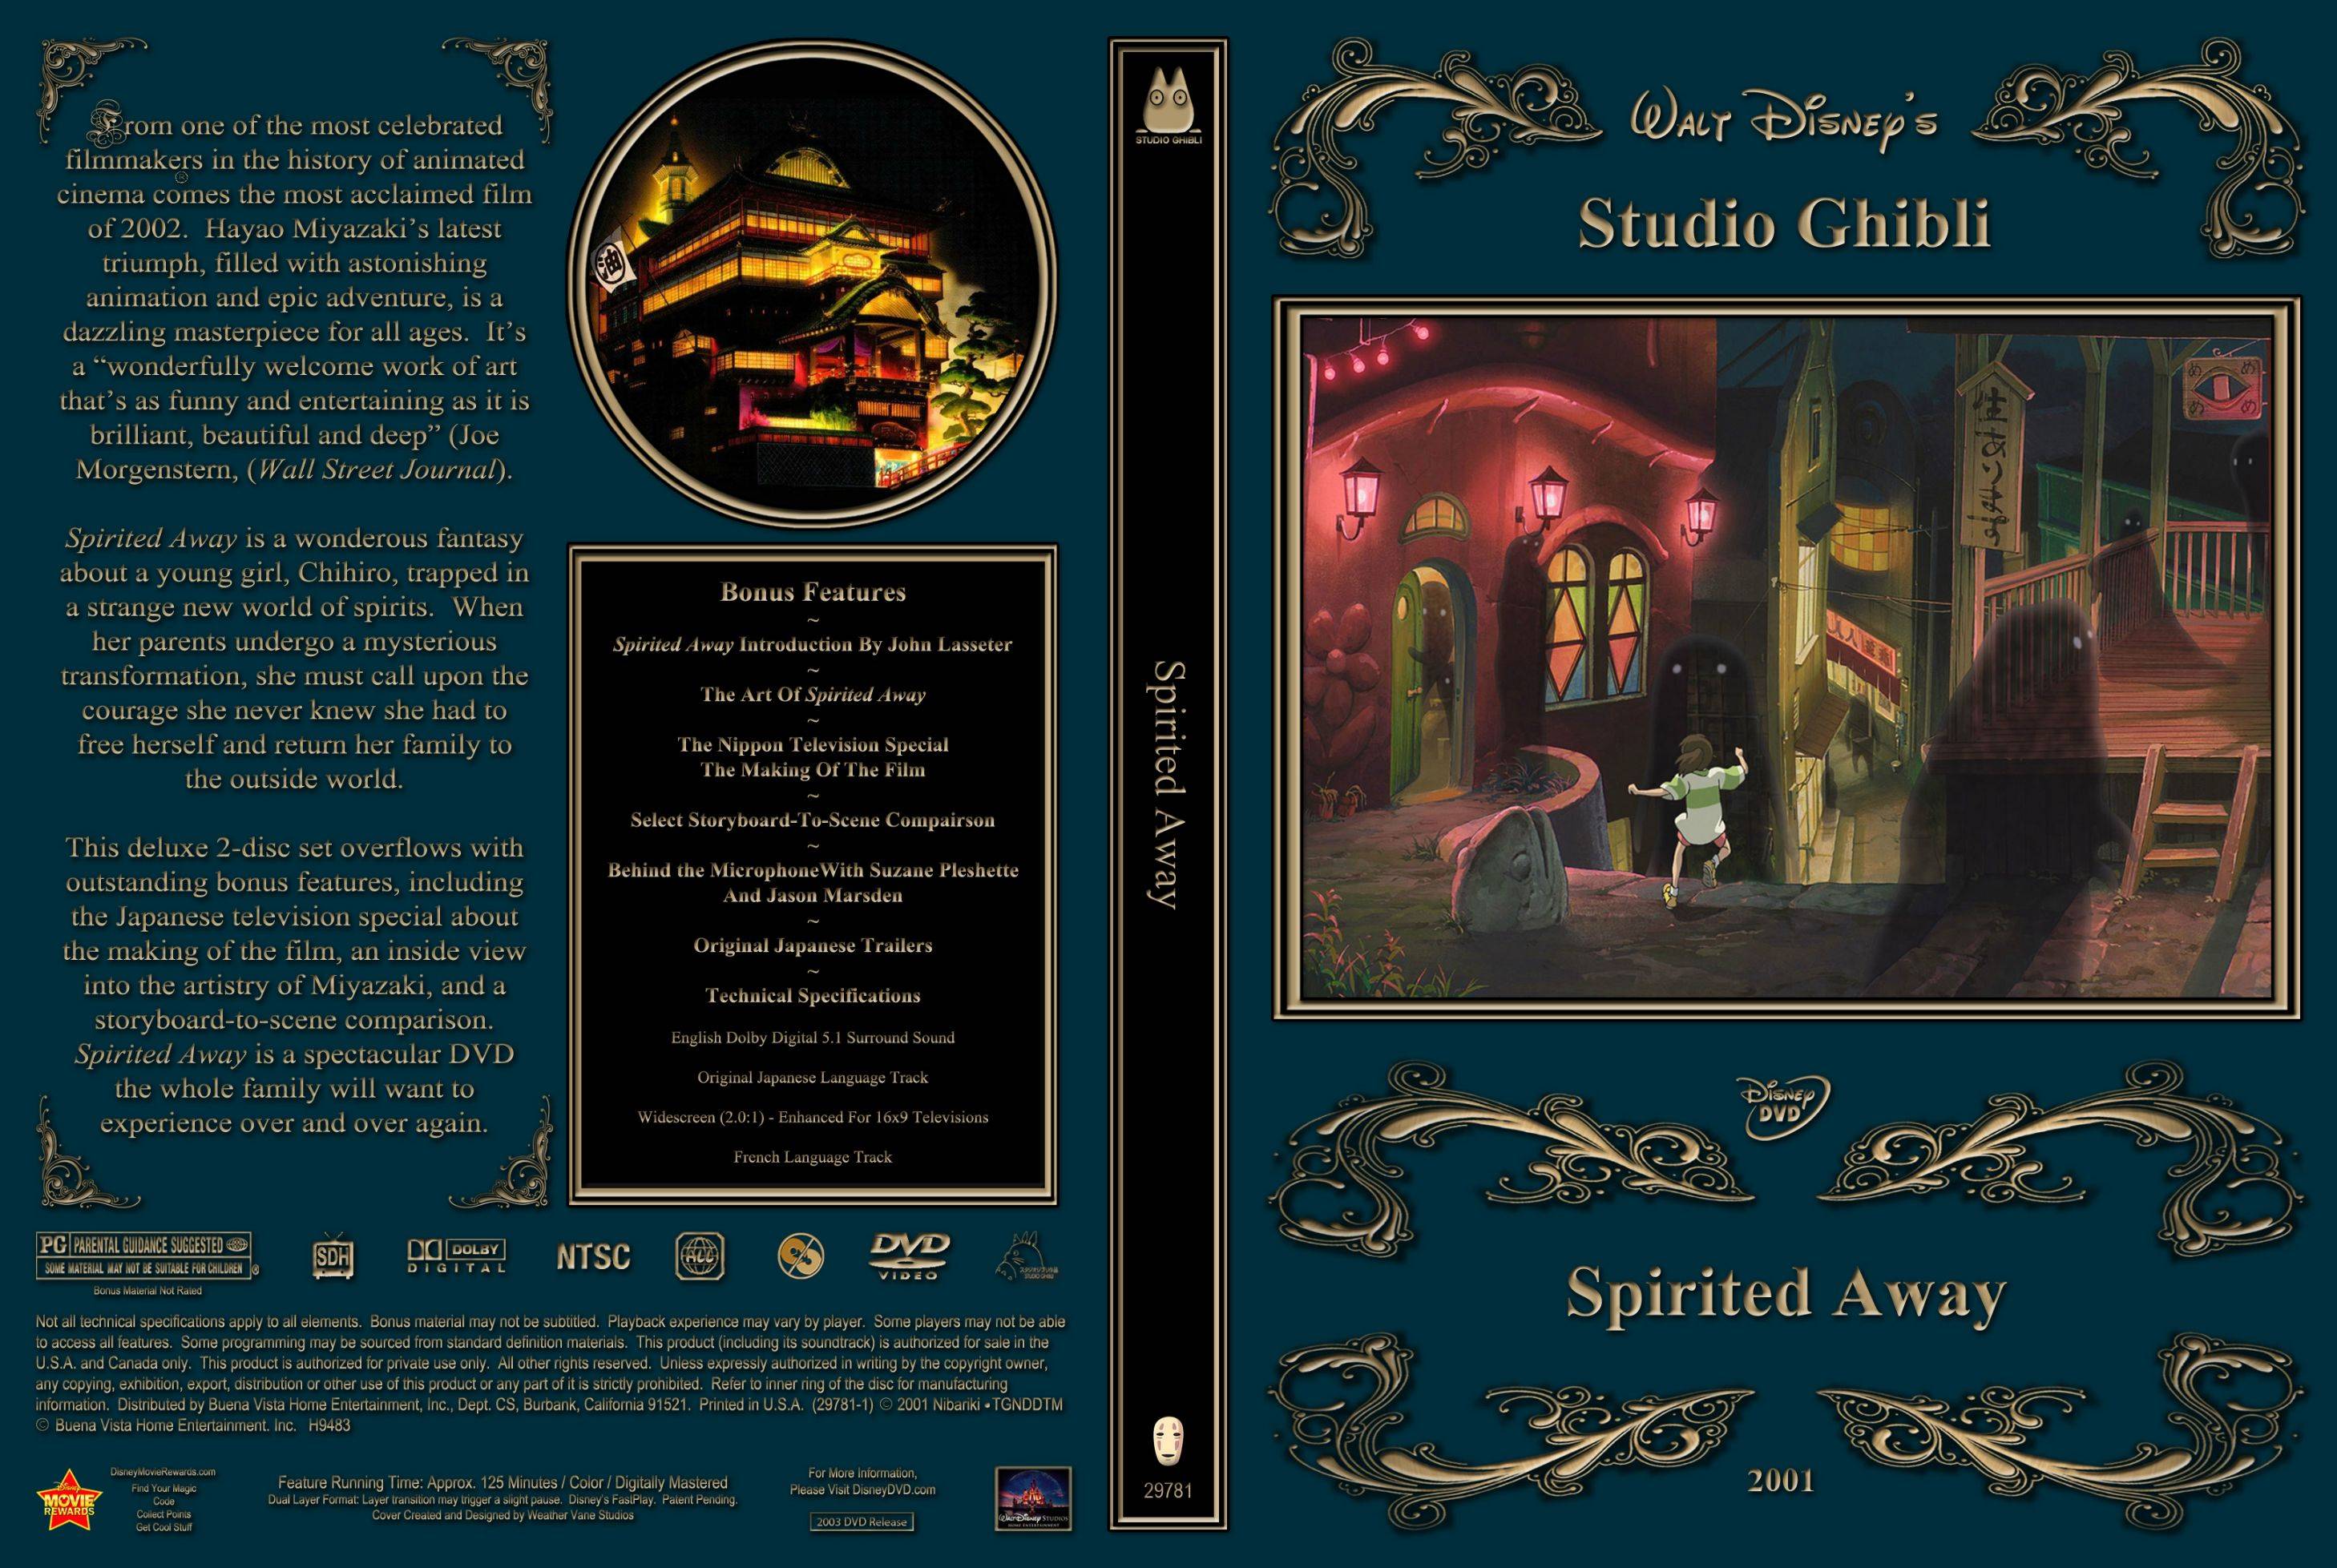 From one of the most celebrated
filmmakers in the history of animated
cinema comes the most acclaimed film
of 2002. Hayao Miyazaki's latest
triumph, filled with astonishing
animation and epic adventure, is a
dazzling masterpiece for all ages. It's
a “wonderfully welcome work of art
that's as funny and entertaining as it is
brilliant, beautiful and deep” (Joe
Morgenstern, (Wall Street Journal).
Spirited Away is a wonderous fantasy
about a young girl, Chihiro, trapped in
a strange new world of spirits. When
her parents undergo a mysterious
transformation, she must call upon the
courage she never knew she had to
free herself and return her family to
the outside world.
This deluxe 2-disc set overflows with
outstanding bonus features, including
the Japanese television special about
the making of the film, an inside view
into the artistry of Miyazaki, and a
storyboard-to-scene comparison.
Spirited Away is a spectacular DVD
the whole family will want to
experience over and over again.
油
Bonus Features
~
Spirited Away Introduction By John Lasseter
~
The Art Of Spirited Away
~
The Nippon Television Special
The Making Of The Film
~
Select Storyboard-To-Scene Compairson
~
Behind the MicrophoneWith Suzane Pleshette
And Jason Marsden
~
Original Japanese Trailers
~
Technical Specifications
English Dolby Digital 5.1 Surround Sound
Original Japanese Language Track
Widescreen (2.0:1) - Enhanced For 16x9 Televisions
French Language Track
PG PARENTAL GUIDANCE SUGGESTED
SOME MATERIAL MAY NOT BE SUITABLE FOR CHILDREN ®
Bonus Material Not Rated
SDH
DOLBY
DIGITAL
NTSC
ALL
DVD
VIDEO
STUDIO GHIBLI
Not all technical specifications apply to all elements. Bonus material may not be subtitled. Playback experience may vary by player. Some players may not be able
to access all features. Some programming may be sourced from standard definition materials. This product (including its soundtrack) is authorized for sale in the
U.S.A. and Canada only. This product is authorized for private use only. All other rights reserved. Unless expressly authorized in writing by the copyright owner,
any copying, exhibition, export, distribution or other use of this product or any part of it is strictly prohibited. Refer to inner ring of the disc for manufacturing
information. Distributed by Buena Vista Home Entertainment, Inc., Dept. CS, Burbank, California 91521. Printed in U.S.A. (29781-1) © 2001 Nibariki • TGNDDTM
© Buena Vista Home Entertainment. Inc. H9483
Disney
MOVIE
REWARDS
DisneyMovieRewards.com
Find Your Magic
Code
Collect Points
Get Cool Stuff
Feature Running Time: Approx. 125 Minutes / Color / Digitally Mastered
Dual Layer Format: Layer transition may trigger a slight pause. Disney's FastPlay. Patent Pending.
Cover Created and Designed by Weather Vane Studios
For More Information,
Please Visit DisneyDVD.com
2003 DVD Release
Walt Disney Studios
HOME ENTERTAINMENT
STUDIO GHIBLI
Spirited Away
29781
Walt Disney's
Studio Ghibli
生あります
め め
め め
Disney
DVD
Spirited Away
2001